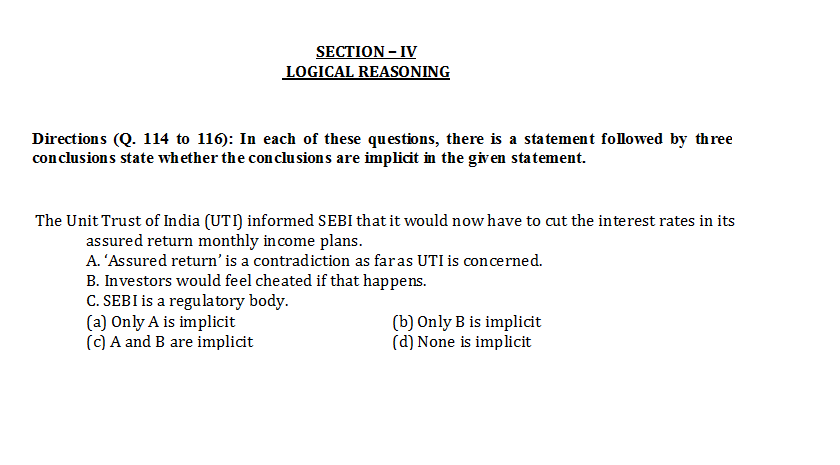 SECTION – IV
LOGICAL REASONING
Directions (Q. 114 to 116): In each of these questions, there is a statement followed by three
conclusions state whether the conclusions are implicit in the given statement.
The Unit Trust of India (UTI) informed SEBI that it would now have to cut the interest rates in its
assured return monthly income plans.
A. ‘Assured return’ is a contradiction as far as UTI is concerned.
B. Investors would feel cheated if that happens.
C. SEBI is a regulatory body.
(a) Only A is implicit (b) Only B is implicit
(c) A and B are implicit (d) None is implicit